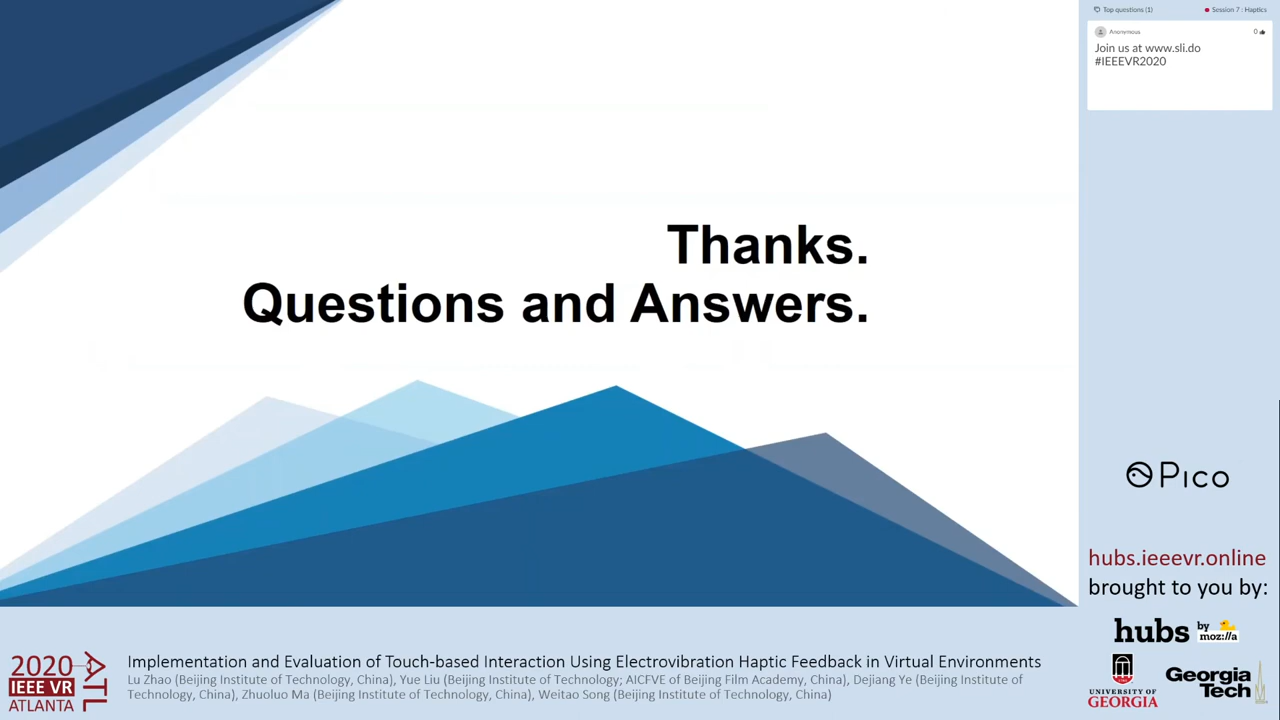 Thanks.
Questions and Answers.
Top questions (1)
Session 7 : Haptics
Anonymous
0
Join us at www.sli.do
#IEEEVR2020
Pico
hubs.ieeevr.online
brought to you by:
hubs by moz://a
UNIVERSITY OF
GEORGIA
Georgia
Tech
2020
IEEE VR
ATLANTA
ATL
Implementation and Evaluation of Touch-based Interaction Using Electrovibration Haptic Feedback in Virtual Environments
Lu Zhao (Beijing Institute of Technology, China), Yue Liu (Beijing Institute of Technology; AICFVE of Beijing Film Academy, China), Dejiang Ye (Beijing Institute of
Technology, China), Zhuoluo Ma (Beijing Institute of Technology, China), Weitao Song (Beijing Institute of Technology, China)